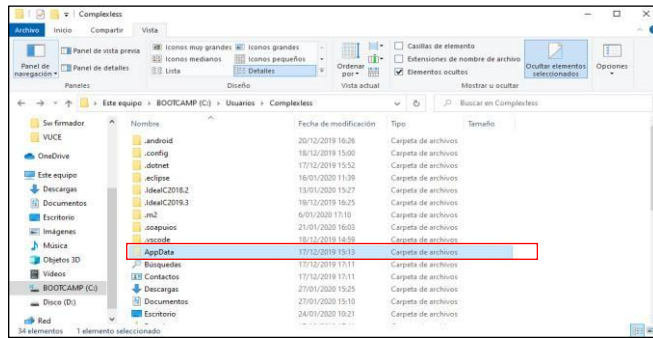 Complexless
Archivo Inicio Compartir Vista
Panel de navegación
Panel de vista previa
Panel de detalles
Paneles
Iconos muy grandes Iconos grandes
Iconos medianos Iconos pequeños
Lista Detalles
Diseño
Ordenar por
Vista actual
Casillas de elemento
Extensiones de nombre de archivo
Elementos ocultos
Ocultar elementos seleccionados
Mostrar u ocultar
Opciones
Este equipo > BOOTCAMP (C:) > Usuarios > Complexless
Buscar en Complexless
Sw firmador
VUCE
OneDrive
Este equipo
Descargas
Documentos
Escritorio
Imágenes
Música
Objetos 3D
Vídeos
BOOTCAMP (C:)
Disco (D:)
Red
Nombre Fecha de modificación Tipo Tamaño
.android 20/12/2019 16:26 Carpeta de archivos
.config 18/12/2019 15:00 Carpeta de archivos
.dotnet 17/12/2019 15:52 Carpeta de archivos
.eclipse 16/01/2020 11:39 Carpeta de archivos
.IdeaIC2018.2 13/01/2020 15:27 Carpeta de archivos
.IdeaIC2019.3 19/12/2019 16:25 Carpeta de archivos
.m2 6/01/2020 17:10 Carpeta de archivos
.soapuios 21/01/2020 16:03 Carpeta de archivos
.vscode 18/12/2019 14:59 Carpeta de archivos
AppData 17/12/2019 15:13 Carpeta de archivos
Búsquedas 17/12/2019 17:11 Carpeta de archivos
Contactos 17/12/2019 17:11 Carpeta de archivos
Descargas 27/01/2020 15:25 Carpeta de archivos
Documentos 27/01/2020 15:10 Carpeta de archivos
Escritorio 24/01/2020 10:21 Carpeta de archivos
34 elementos 1 elemento seleccionado